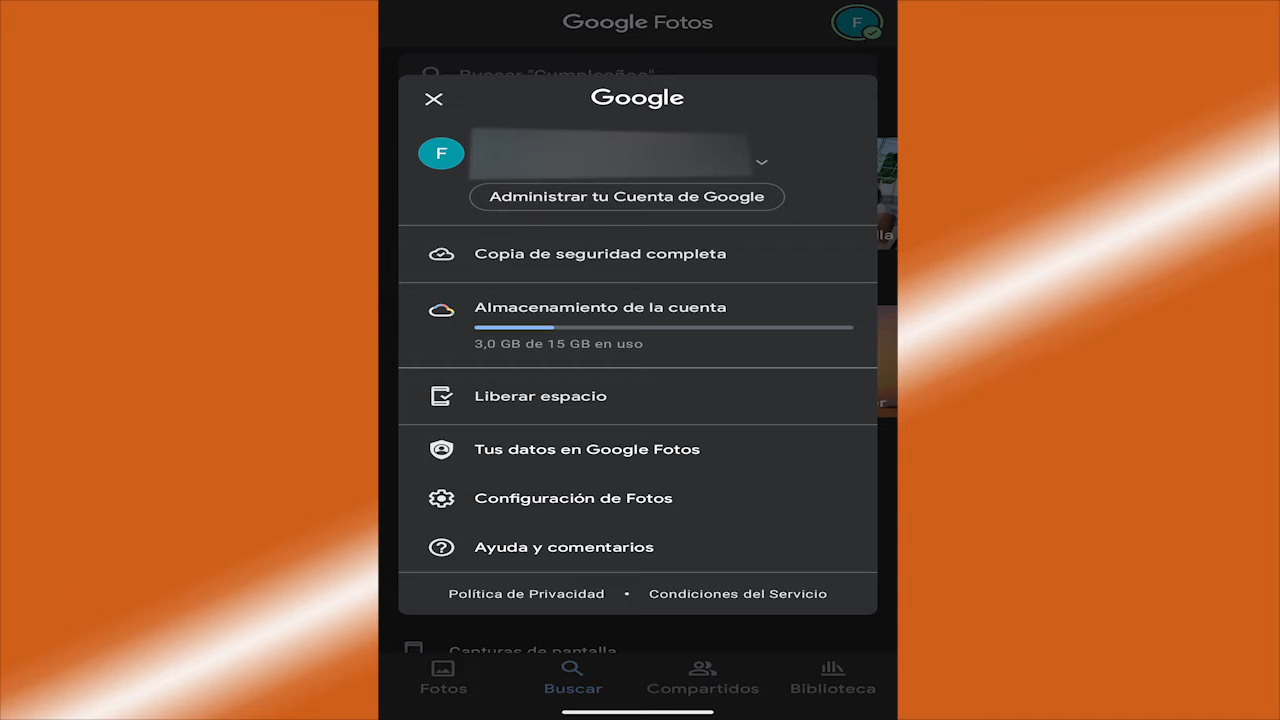 Google Fotos
F
Buscar "Cumpleaños"
Google
F
Administrar tu Cuenta de Google
Copia de seguridad completa
Almacenamiento de la cuenta
3,0 GB de 15 GB en uso
Liberar espacio
Tus datos en Google Fotos
Configuración de Fotos
Ayuda y comentarios
Política de Privacidad • Condiciones del Servicio
Capturas de pantalla
Fotos Buscar Compartidos Biblioteca